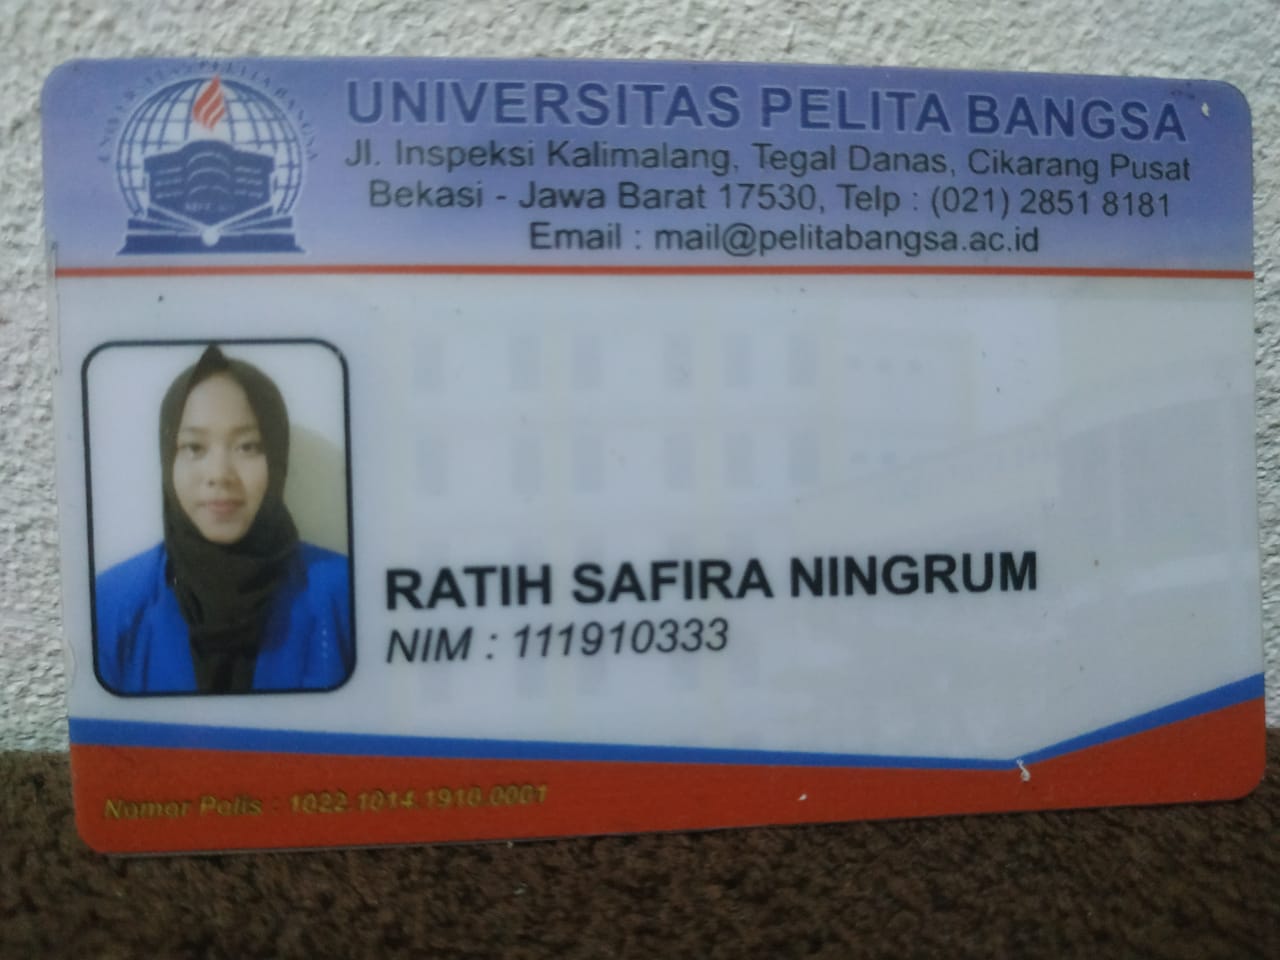 UNIVERSITAS PELITA BANGSA
Jl. Inspeksi Kalimalang, Tegal Danas, Cikarang Pusat
Bekasi - Jawa Barat 17530, Telp : (021) 2851 8181
Email : mail@pelitabangsa.ac.id
RATIH SAFIRA NINGRUM
NIM : 111910333
Nomor Polis : 1022.1014.1910.0001